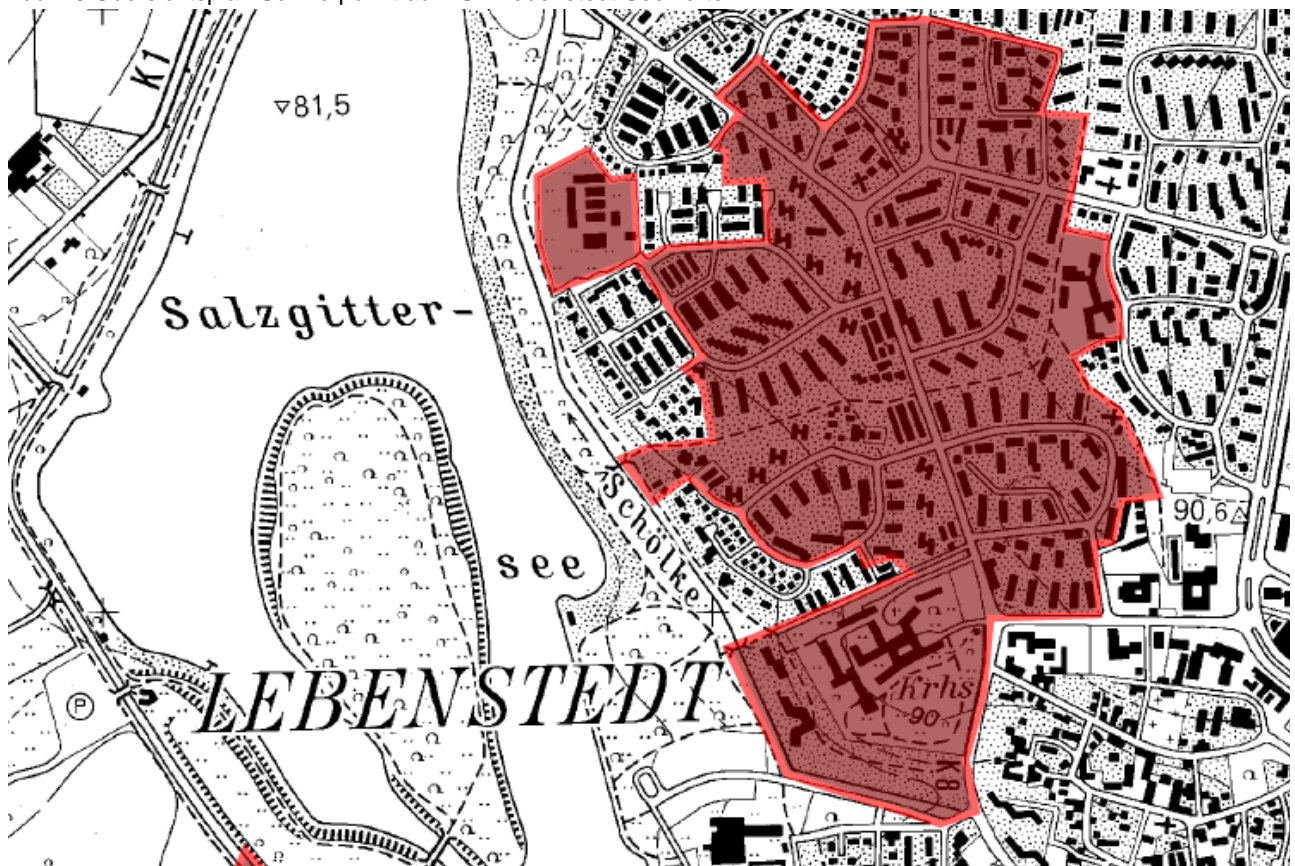 K1
81,5
Salzgitter-
see
Schölke
90,6
LEBENSTEDT
P
Krhs
90
K8